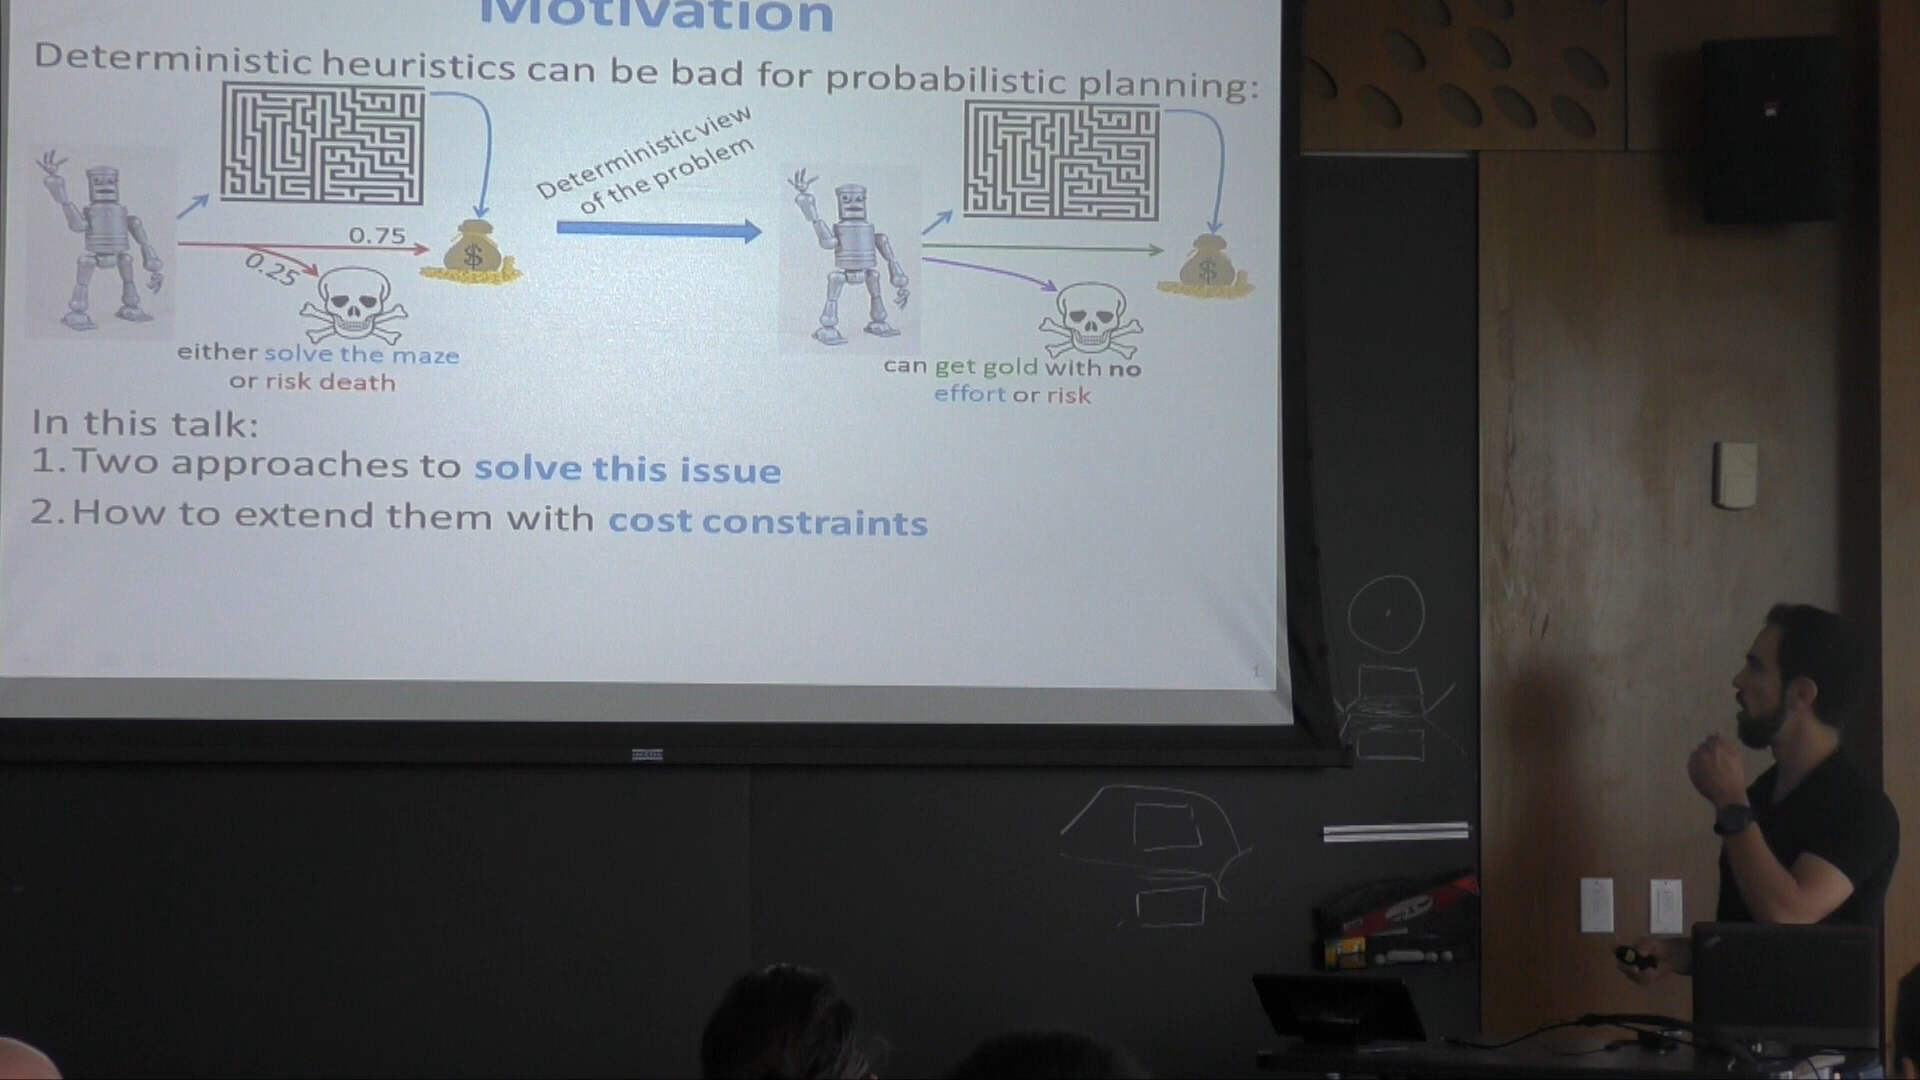 Motivation
Deterministic heuristics can be bad for probabilistic planning:
0.75
0.25
$
either solve the maze
or risk death
Deterministic view
of the problem
$
can get gold with no
effort or risk
In this talk:
1. Two approaches to solve this issue
2. How to extend them with cost constraints
1